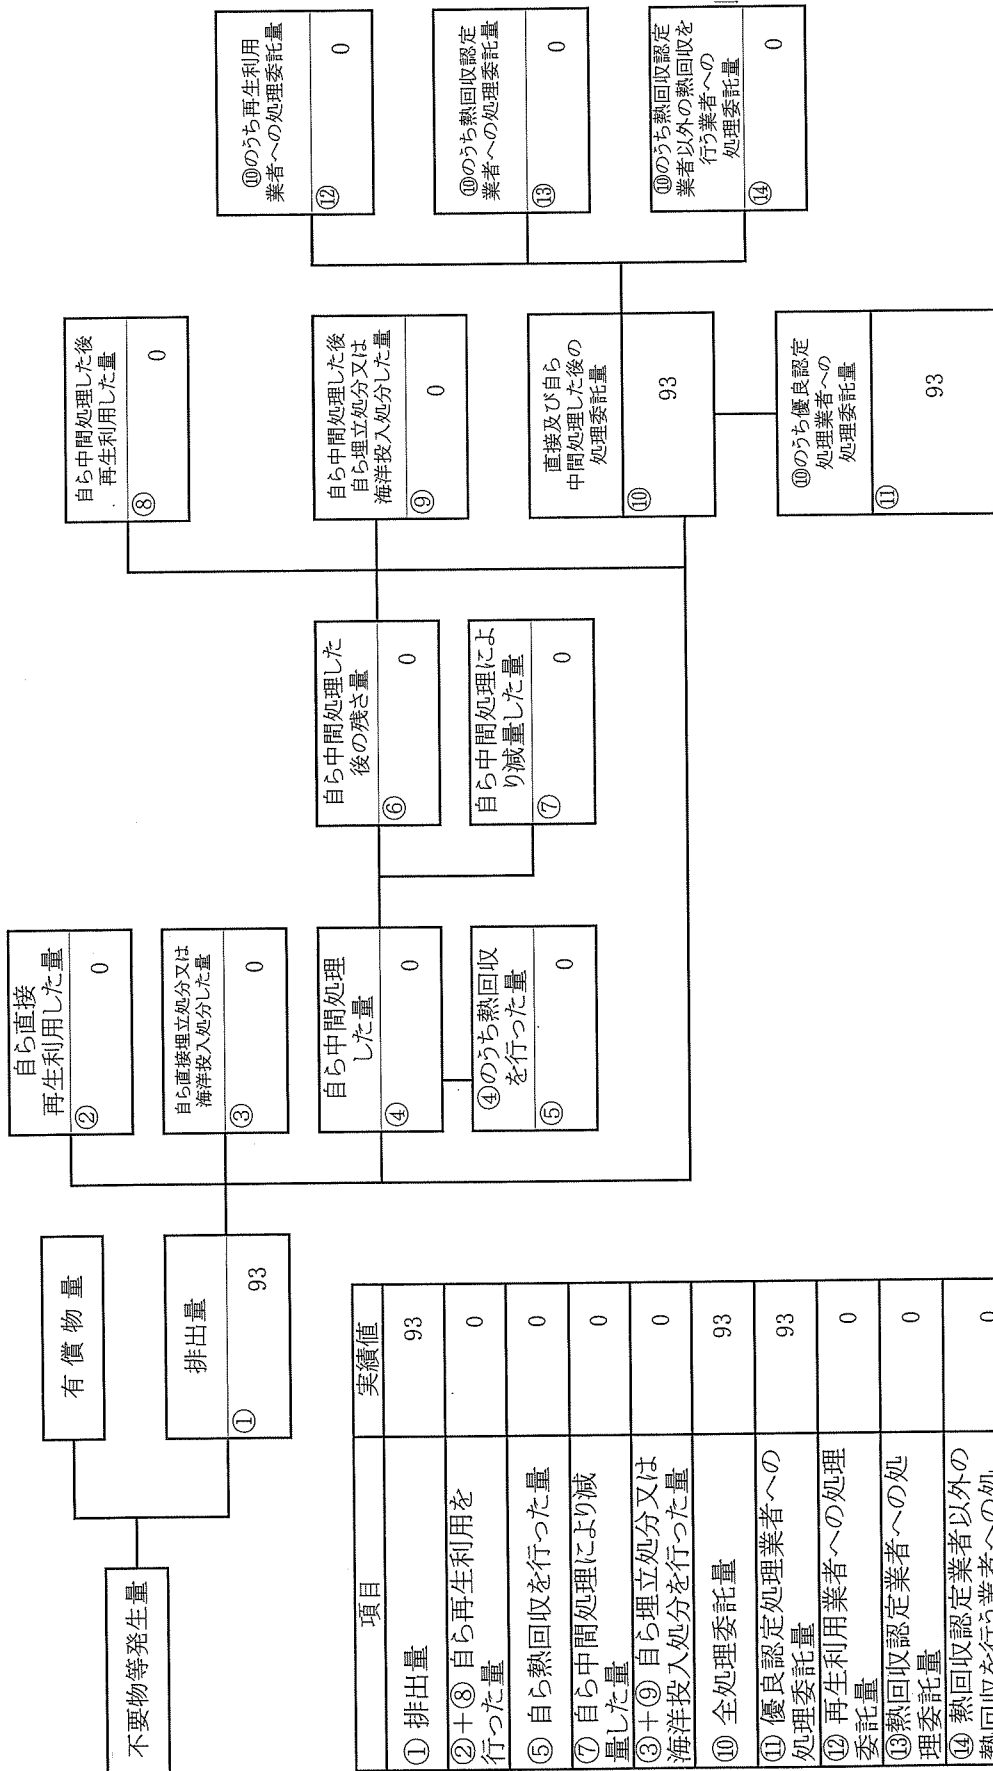 不要物等発生量
有償物量
排出量
①
93
自ら直接
再生利用した量
②
0
自ら直接埋立処分又は
海洋投入処分した量
③
0
自ら中間処理
した量
④
0
④のうち熱回収
を行った量
⑤
0
自ら中間処理した
後の残さ量
⑥
0
自ら中間処理によ
り減量した量
⑦
0
自ら中間処理した後
再生利用した量
⑧
0
自ら中間処理した後
自ら埋立処分又は
海洋投入処分した量
⑨
0
直接及び自ら
中間処理した後の
処理委託量
⑩
93
⑩のうち優良認定
処理業者への
処理委託量
⑪
93
⑩のうち再生利用
業者への処理委託量
⑫
0
⑩のうち熱回収認定
業者への処理委託量
⑬
0
⑩のうち熱回収認定
業者以外の熱回収を
行う業者への
処理委託量
⑭
0
項目
実績値
① 排出量
93
②+⑧ 自ら再生利用を
行った量
0
⑤ 自ら熱回収を行った量
0
⑦ 自ら中間処理により減
量した量
0
③+⑨ 自ら埋立処分又は
海洋投入処分を行った量
0
⑩ 全処理委託量
93
⑪ 優良認定処理業者への
処理委託量
93
⑫ 再生利用業者への処理
委託量
0
⑬熱回収認定業者への処
理委託量
0
⑭ 熱回収認定業者以外の
熱回収を行う業者への処
0